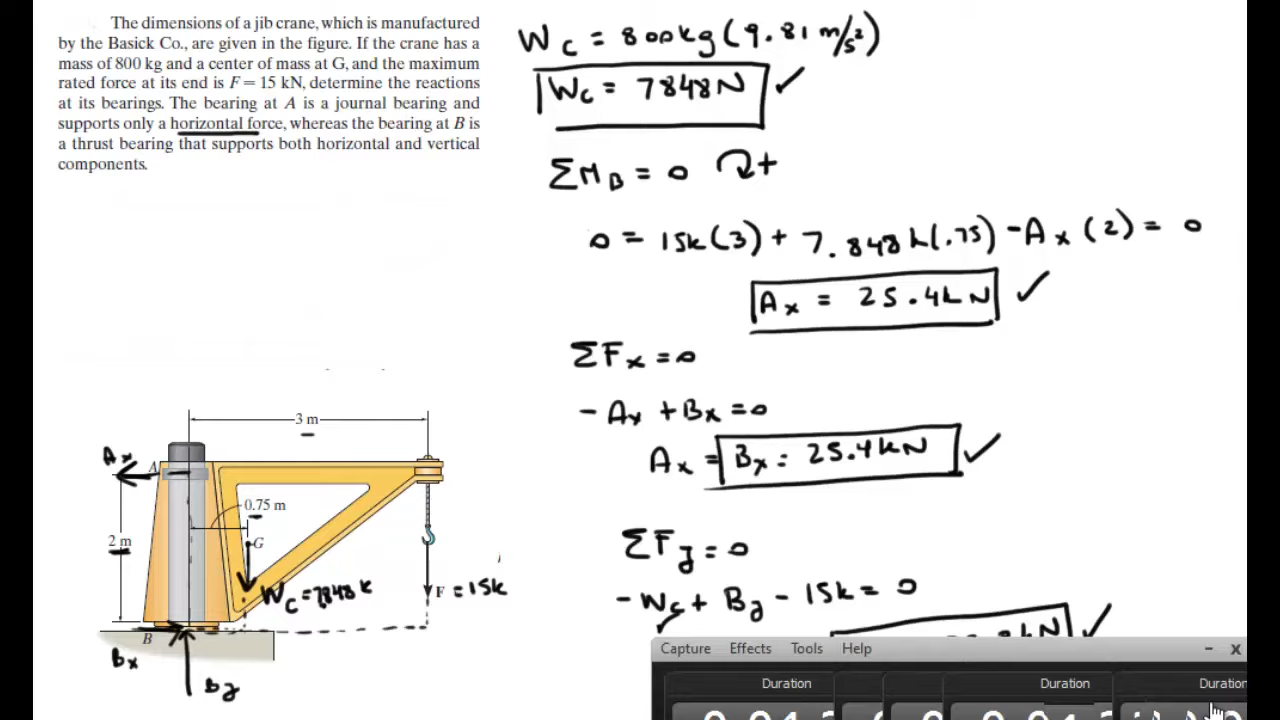 The dimensions of a jib crane, which is manufactured
by the Basick Co., are given in the figure. If the crane has a
mass of 800 kg and a center of mass at G, and the maximum
rated force at its end is F = 15 kN, determine the reactions
at its bearings. The bearing at A is a journal bearing and
supports only a horizontal force, whereas the bearing at B is
a thrust bearing that supports both horizontal and vertical
components.
3 m
Ax
A
0.75 m
2 m
G
Wc = 7848 k
F = 15k
B
Bx
By
Wc = 800kg (9.81 m/s²)
Wc = 7848N ✓
ΣMB = 0 ↻+
0 = 15k(3) + 7.848k(.75) - Ax (2) = 0
Ax = 25.4kN ✓
ΣFx = 0
- Ax + Bx = 0
Ax = Bx = 25.4kN ✓
ΣFy = 0
- Wc + By - 15k = 0
kN ✓
Capture Effects Tools Help
Duration Duration Duration